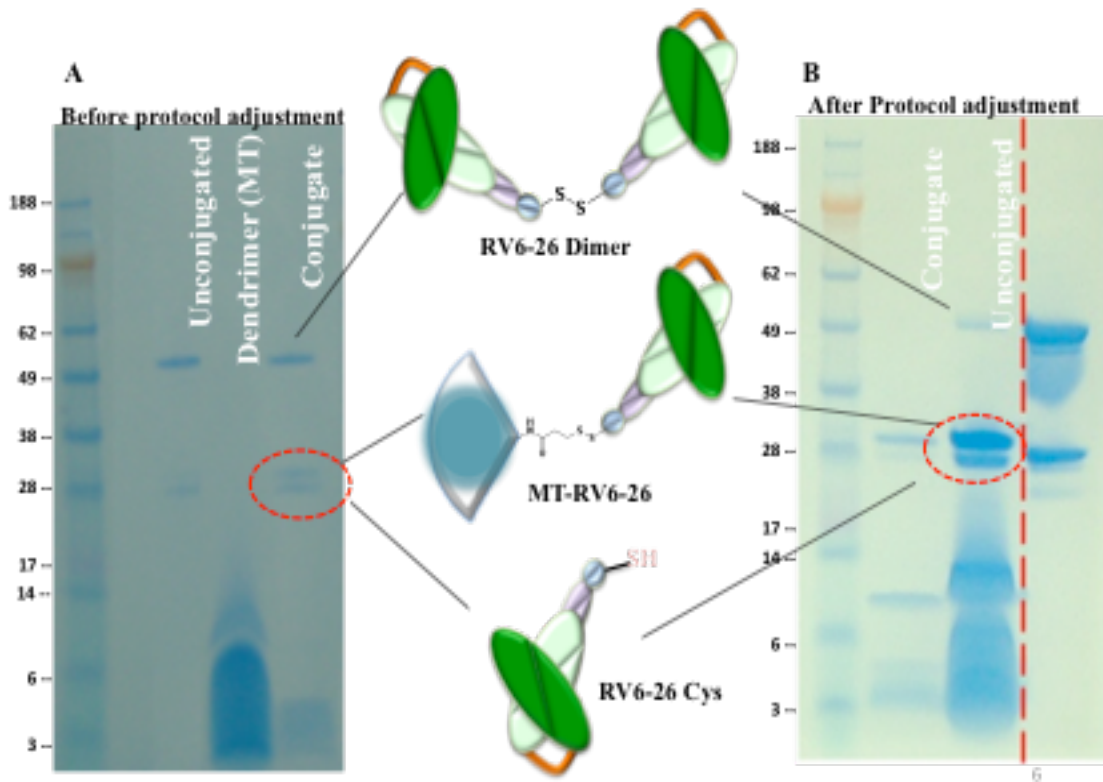 A
Before protocol adjustment
188
98
62
49
38
28
17
14
6
3
Unconjugated
Dendrimer (MT)
Conjugate
S
S
RV6-26 Dimer
H
N
S
MT-RV6-26
SH
RV6-26 Cys
B
After Protocol adjustment
188
98
62
49
38
28
17
14
6
3
Conjugate
Unconjugated
6